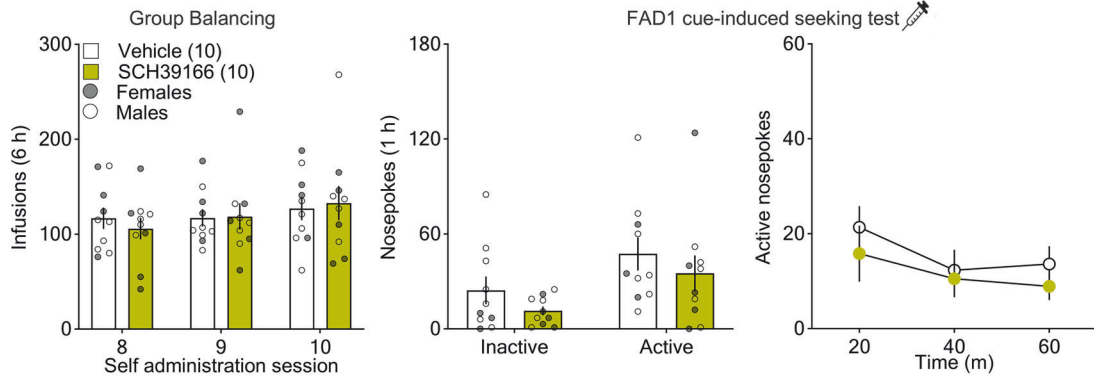 Group Balancing
FAD1 cue-induced seeking test
Infusions (6 h)
300
200
100
0
Vehicle (10)
SCH39166 (10)
Females
Males
8
9
10
Self administration session
Nosepokes (1 h)
180
120
60
0
Inactive
Active
Active nosepokes
60
40
20
0
20
40
60
Time (m)